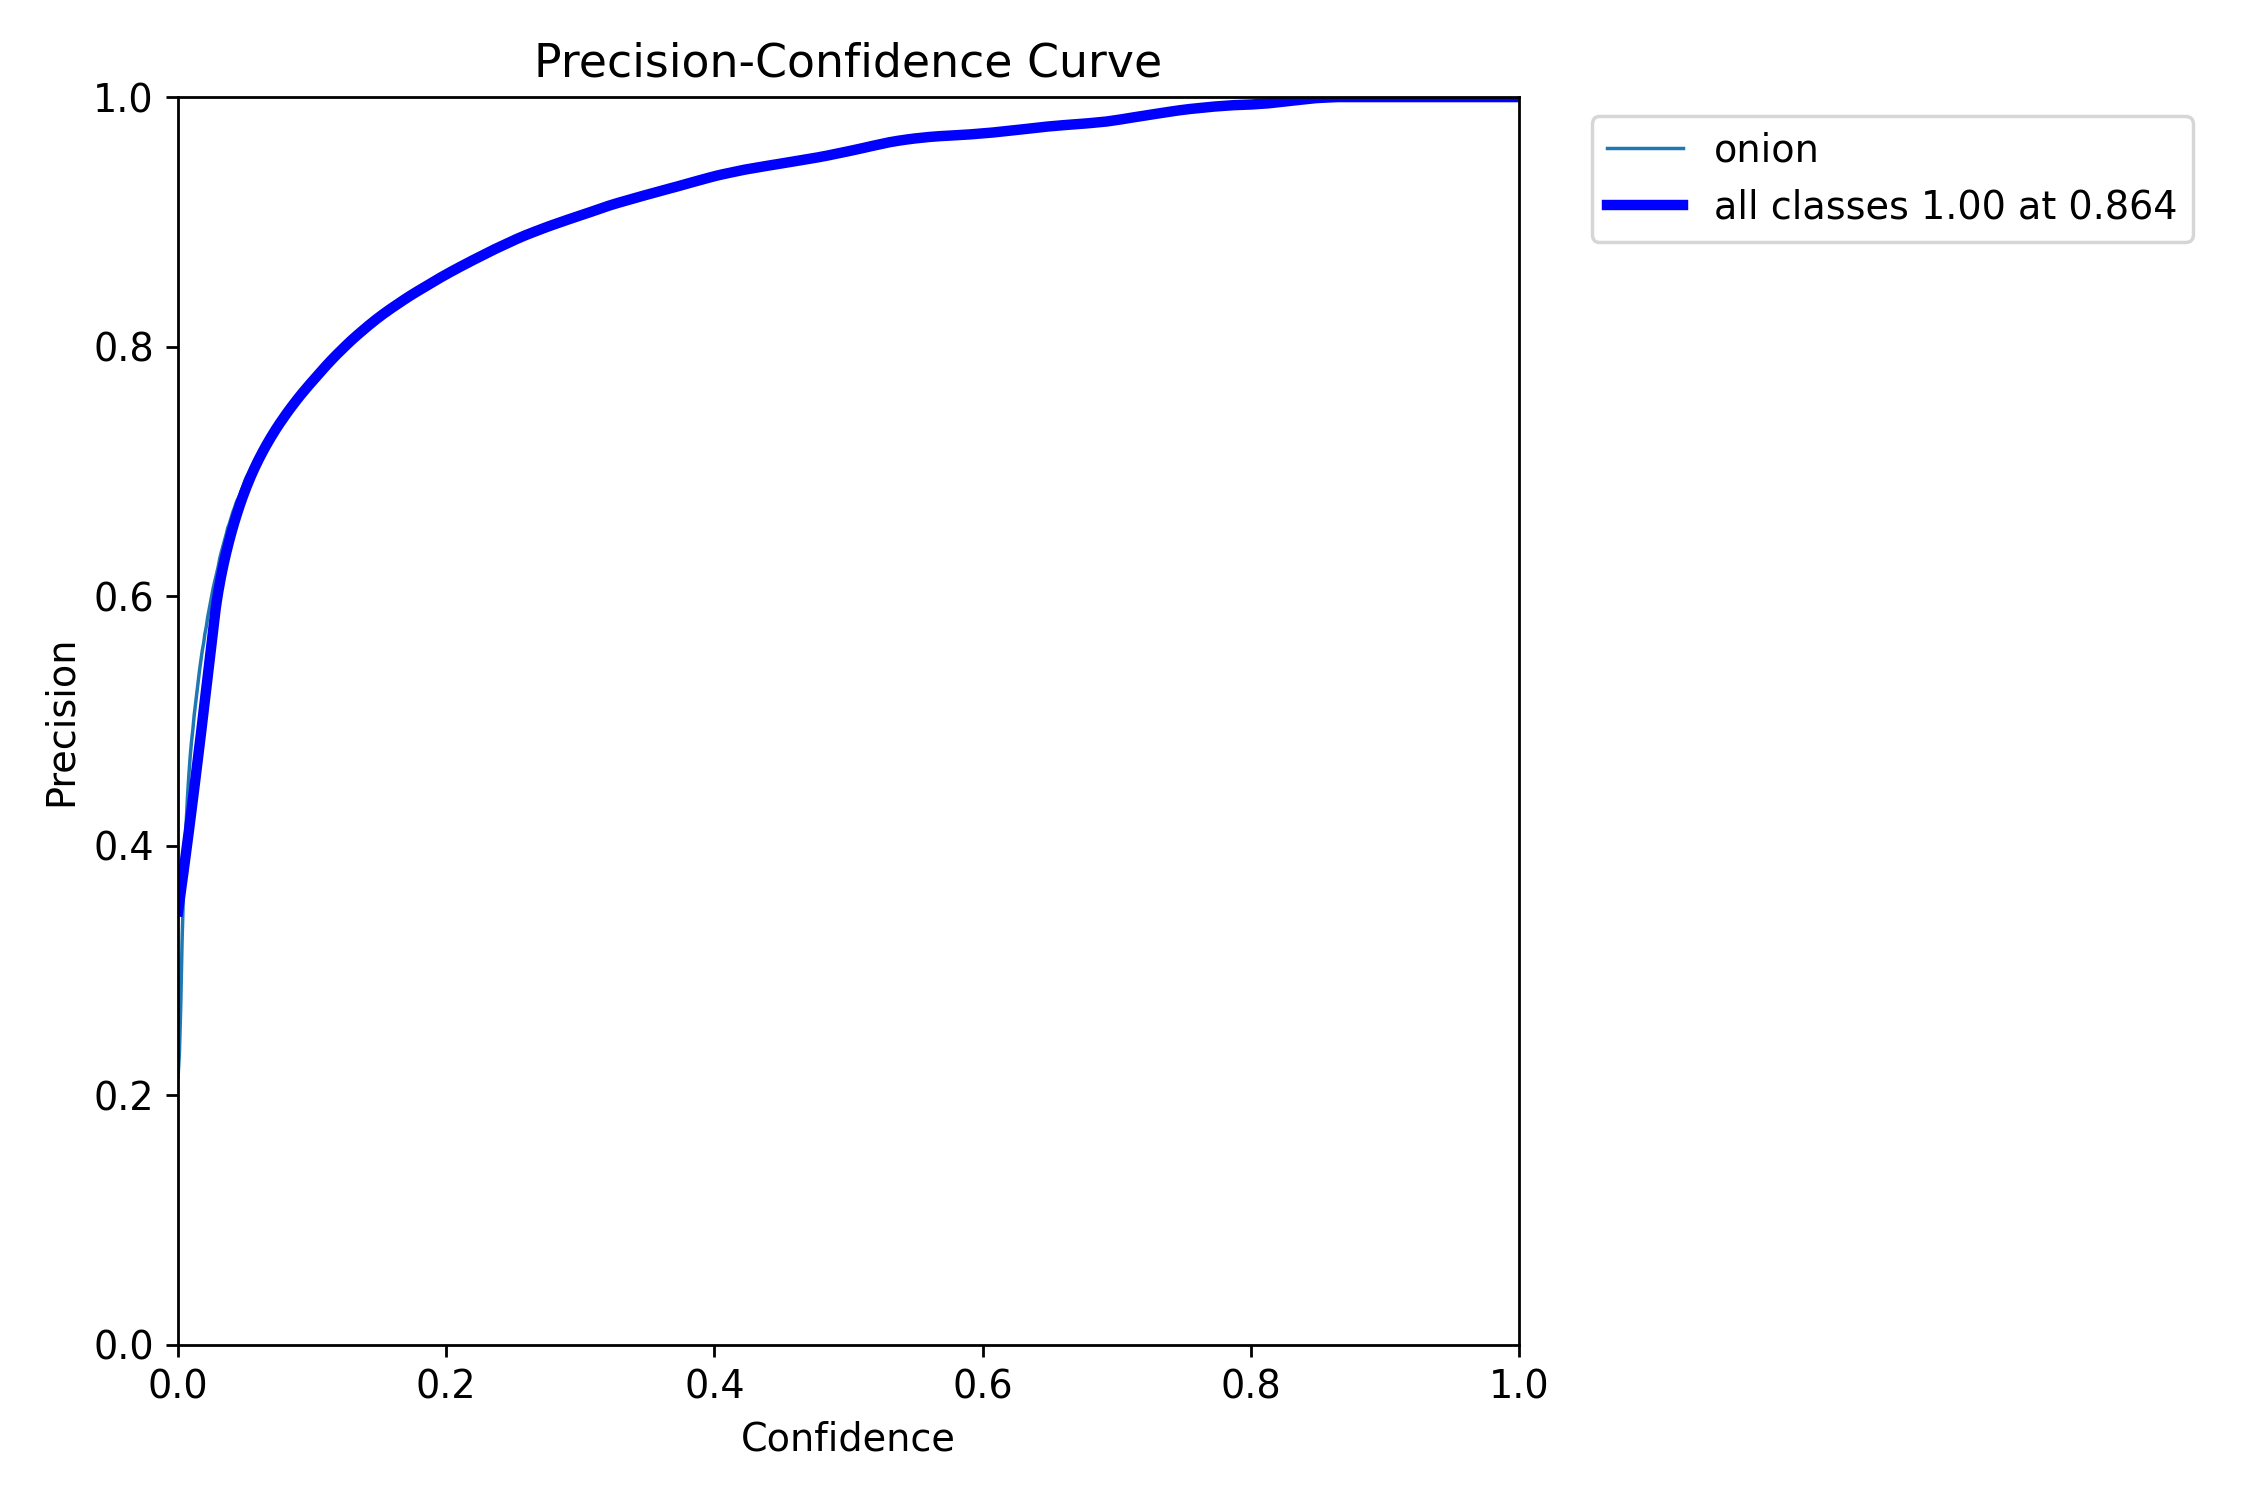 Precision-Confidence Curve
1.0
0.8
0.6
0.4
0.2
0.0
Precision
0.0 0.2 0.4 0.6 0.8 1.0
Confidence
onion
all classes 1.00 at 0.864